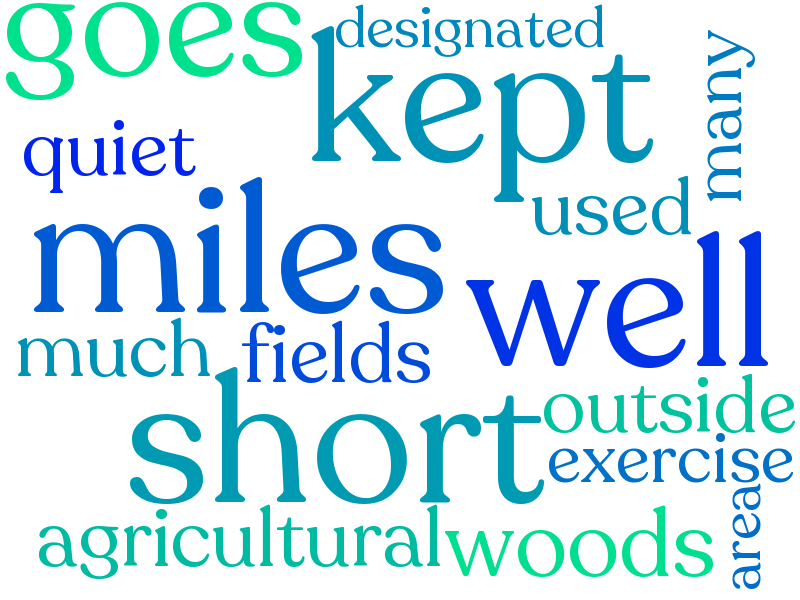 goes
designated
kept
many
quiet
used
miles
well
much
fields
short
outside
exercise
area
agricultural
woods